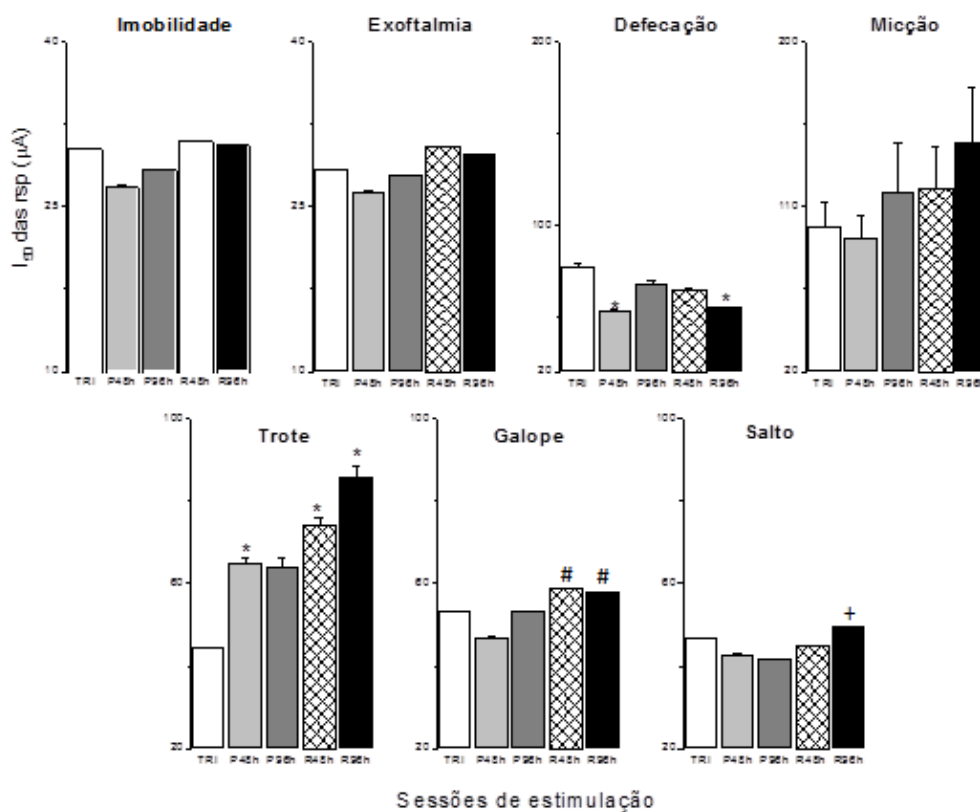 Imobilidade
Exoftalmia
Defecação
Micção
I50 das rsp (µA)
40
25
10
TRI P48h P96h R48h R96h
40
25
10
TRI P48h P96h R48h R96h
200
100
20
*
*
TRI P48h P96h R48h R96h
200
110
20
TRI P48h P96h R48h R96
Trote
Galope
Salto
100
60
20
*
*
*
TRI P48h P96h R48h R96h
100
60
20
#
#
TRI P48h P96h R48h R96h
100
60
20
+
TRI P48h P96h R48h R96h
Sessões de estimulação